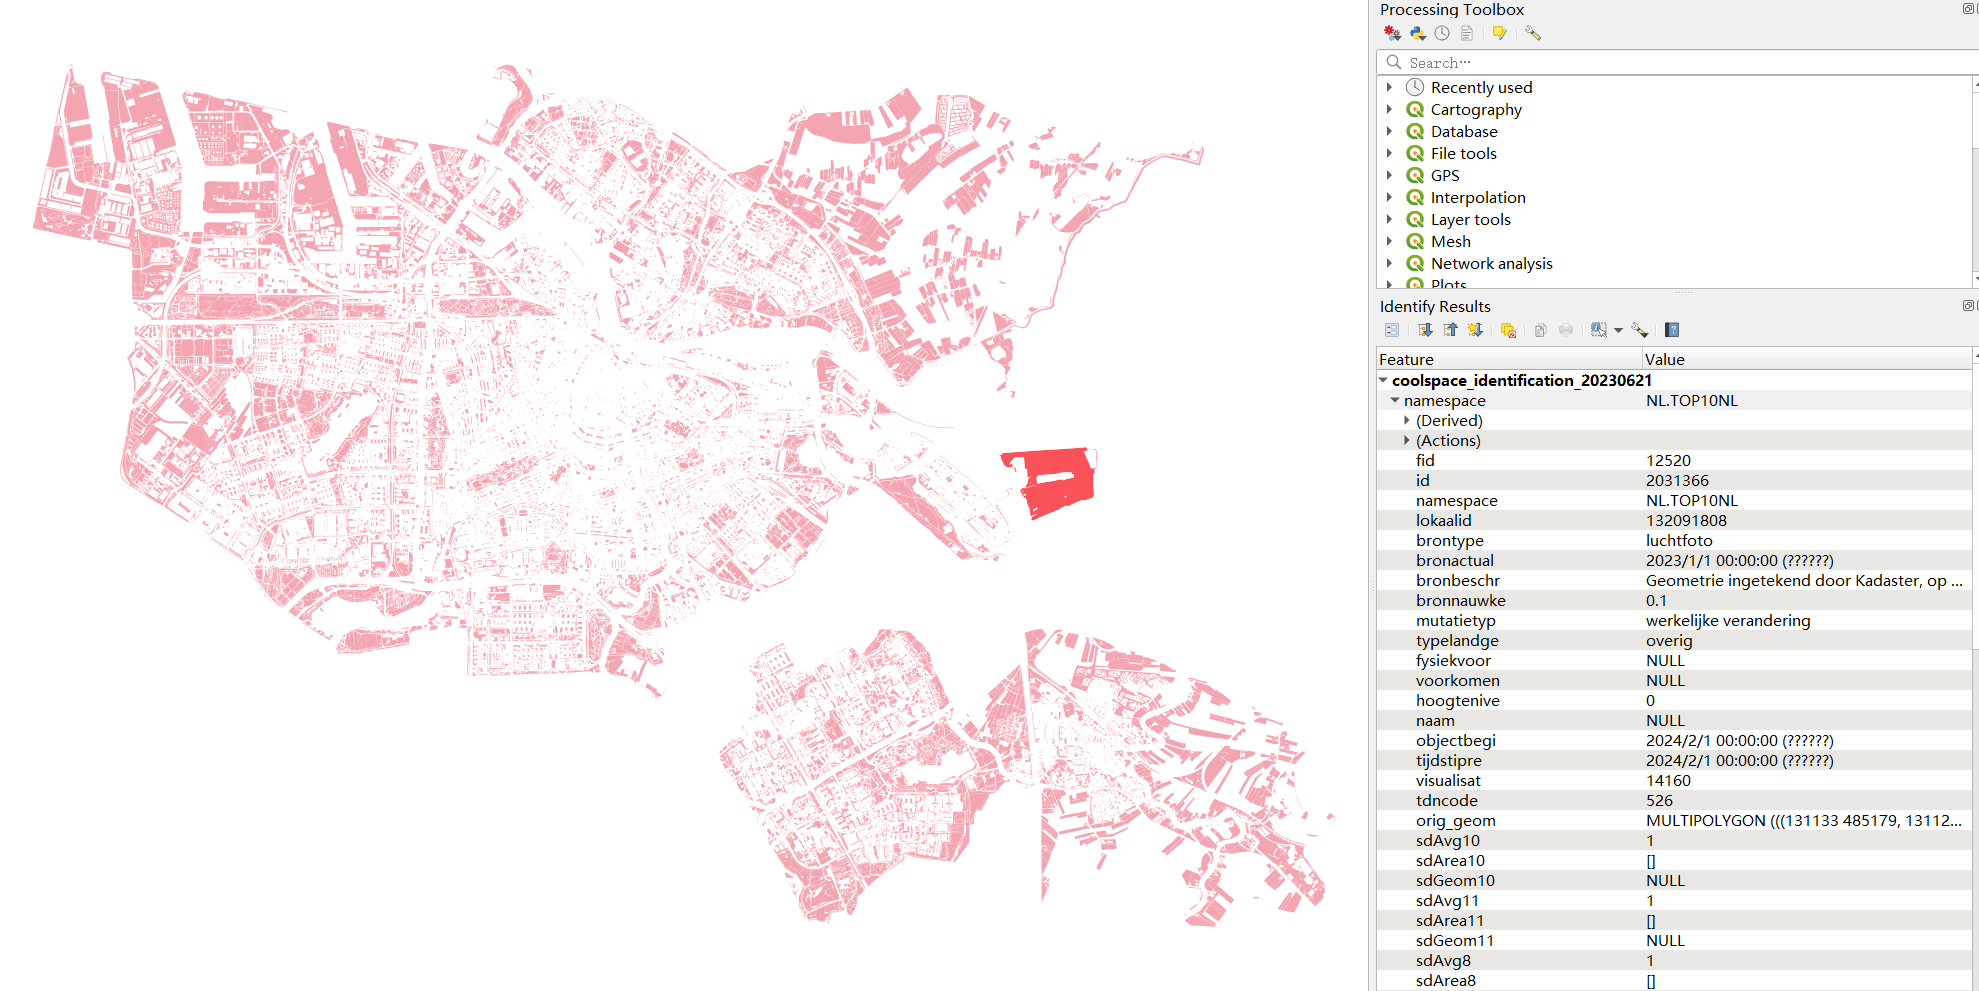 Processing Toolbox
Search…
Recently used
Cartography
Database
File tools
GPS
Interpolation
Layer tools
Mesh
Network analysis
Plots
Identify Results
Feature Value
coolspace_identification_20230621
namespace NL.TOP10NL
(Derived)
(Actions)
fid 12520
id 2031366
namespace NL.TOP10NL
lokaalid 132091808
brontype luchtfoto
bronactual 2023/1/1 00:00:00 (??????)
bronbeschr Geometrie ingetekend door Kadaster, op ...
bronnauwke 0.1
mutatietyp werkelijke verandering
typelandge overig
fysiekvoor NULL
voorkomen NULL
hoogtenive 0
naam NULL
objectbegi 2024/2/1 00:00:00 (??????)
tijdstipre 2024/2/1 00:00:00 (??????)
visualisat 14160
tdncode 526
orig_geom MULTIPOLYGON (((131133 485179, 13112...
sdAvg10 1
sdArea10 []
sdGeom10 NULL
sdAvg11 1
sdArea11 []
sdGeom11 NULL
sdAvg8 1
sdArea8 []